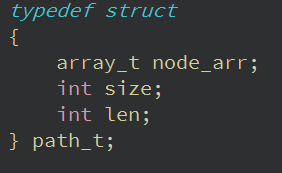 typedef struct
{
    array_t node_arr;
    int size;
    int len;
} path_t;